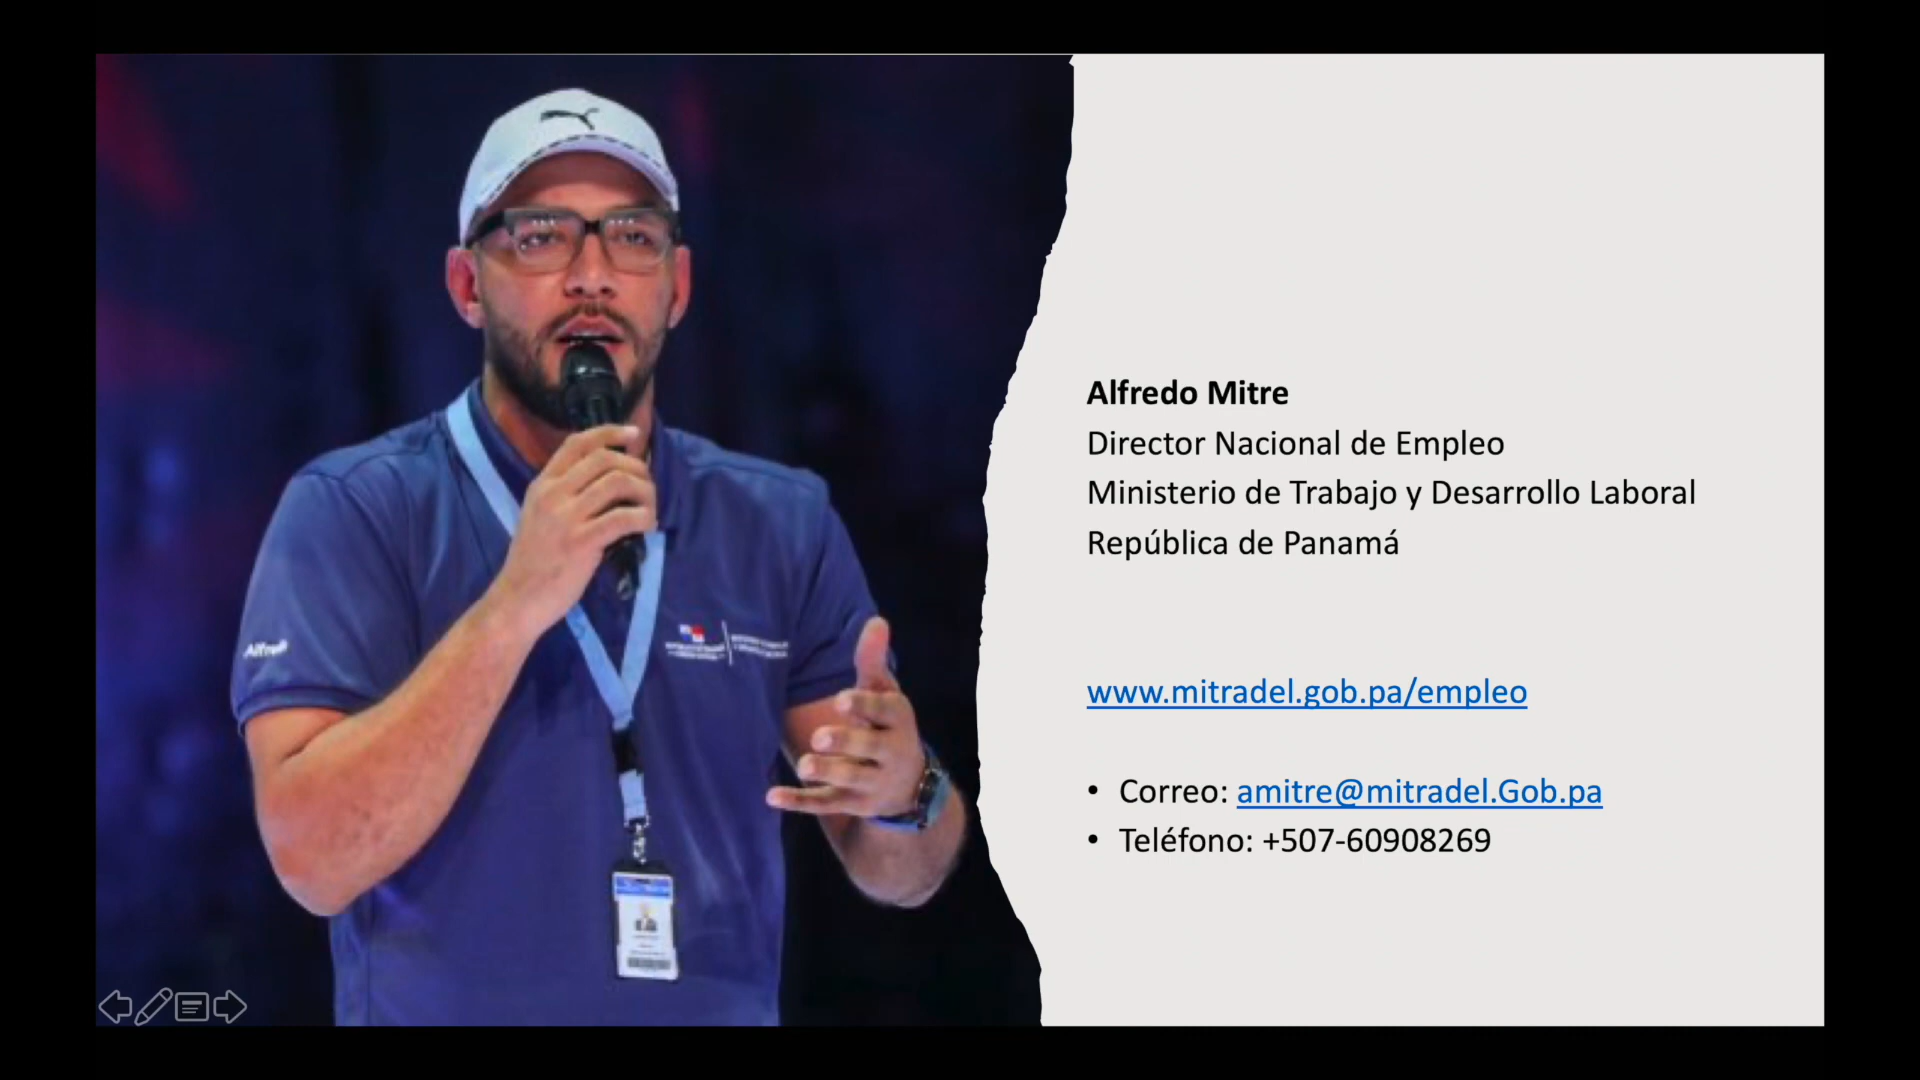 Alfredo Mitre
Director Nacional de Empleo
Ministerio de Trabajo y Desarrollo Laboral
República de Panamá
www.mitradel.gob.pa/empleo
• Correo: amitre@mitradel.Gob.pa
• Teléfono: +507-60908269
Alfredo